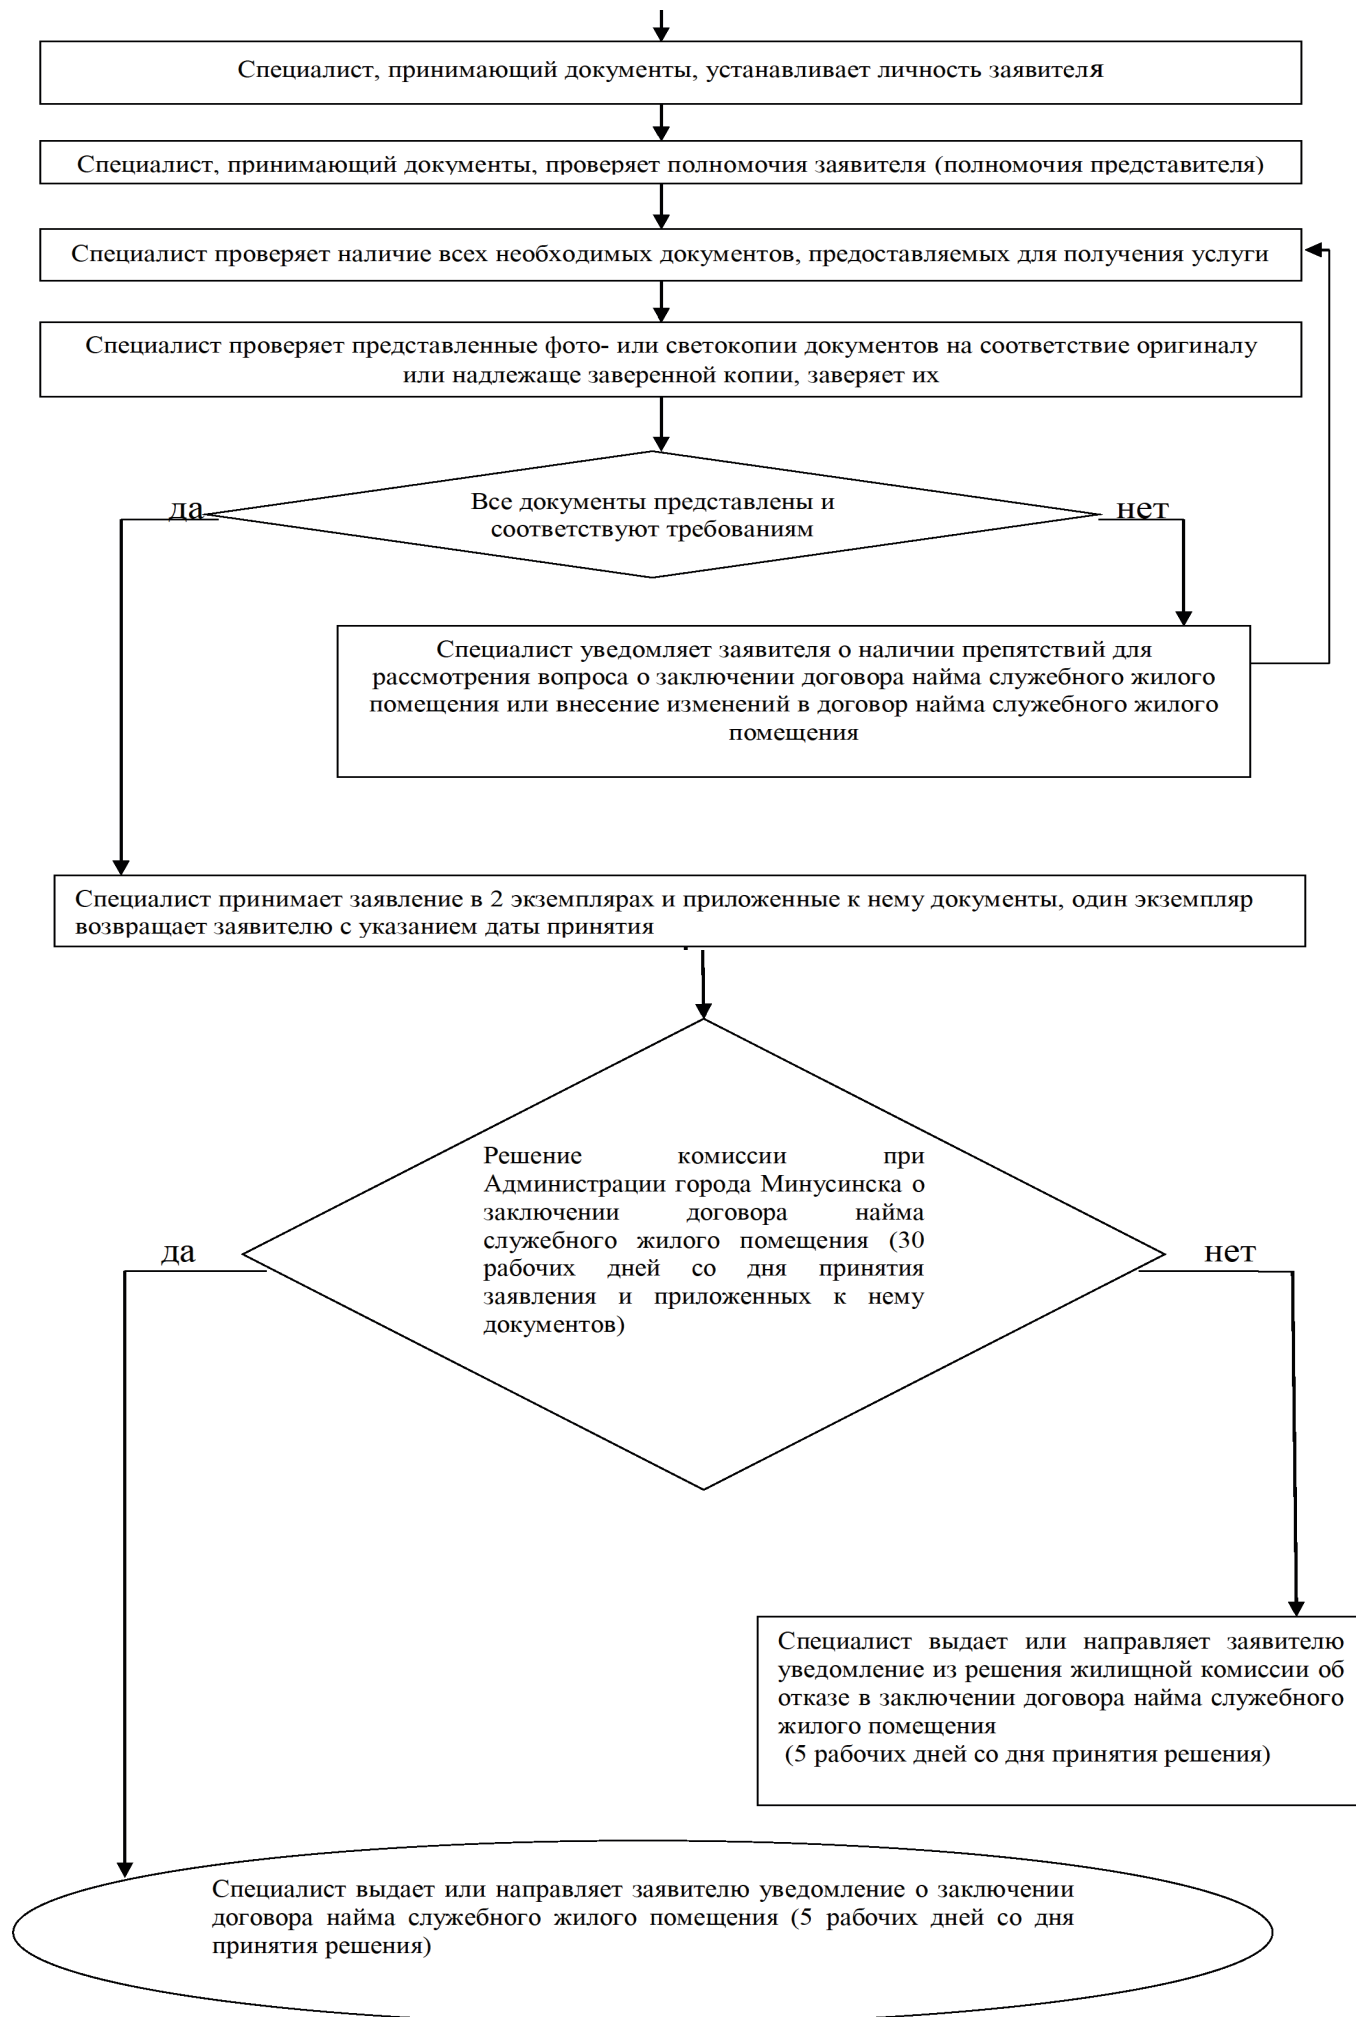 Специалист, принимающий документы, устанавливает личность заявителя
Специалист, принимающий документы, проверяет полномочия заявителя (полномочия представителя)
Специалист проверяет наличие всех необходимых документов, предоставляемых для получения услуги
Специалист проверяет представленные фото- или светокопии документов на соответствие оригиналу
или надлежаще заверенной копии, заверяет их
да
Все документы представлены и
соответствуют требованиям
нет
Специалист уведомляет заявителя о наличии препятствий для
рассмотрения вопроса о заключении договора найма служебного жилого
помещения или внесение изменений в договор найма служебного жилого
помещения
Специалист принимает заявление в 2 экземплярах и приложенные к нему документы, один экземпляр
возвращает заявителю с указанием даты принятия
Решение комиссии при
Администрации города Минусинска о
заключении договора найма
служебного жилого помещения (30
рабочих дней со дня принятия
заявления и приложенных к нему
документов)
да
нет
Специалист выдает или направляет заявителю
уведомление из решения жилищной комиссии об
отказе в заключении договора найма служебного
жилого помещения
(5 рабочих дней со дня принятия решения)
Специалист выдает или направляет заявителю уведомление о заключении
договора найма служебного жилого помещения (5 рабочих дней со дня
принятия решения)